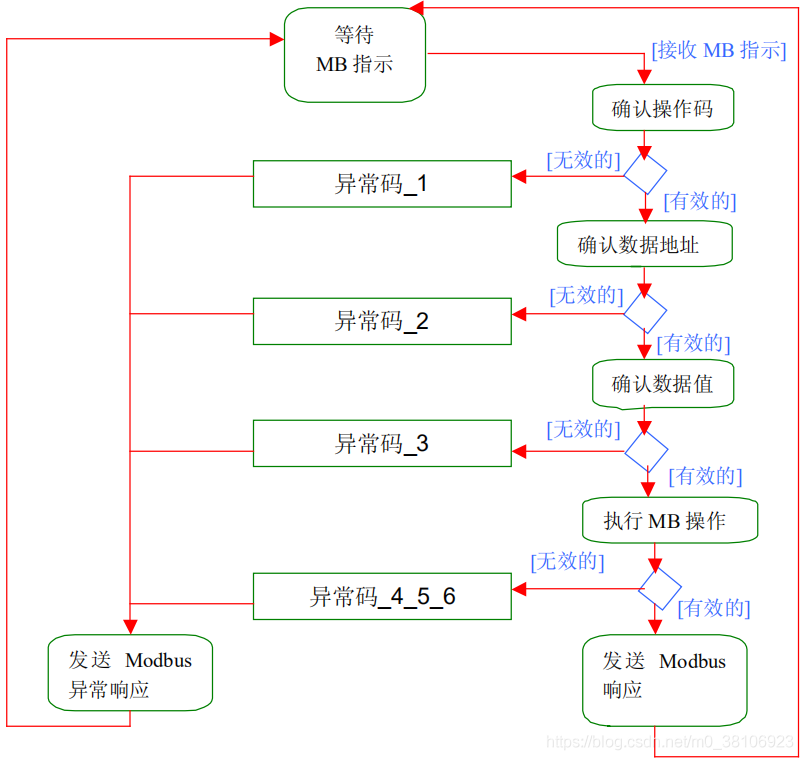 等待
MB 指示
[接收 MB 指示]
确认操作码
[无效的]
异常码_1
[有效的]
确认数据地址
[无效的]
异常码_2
[有效的]
确认数据值
[无效的]
异常码_3
[有效的]
执行 MB 操作
[无效的]
异常码_4_5_6
[有效的]
发送 Modbus
异常响应
发送 Modbus
响应
https://blog.csdn.net/m0_38106923